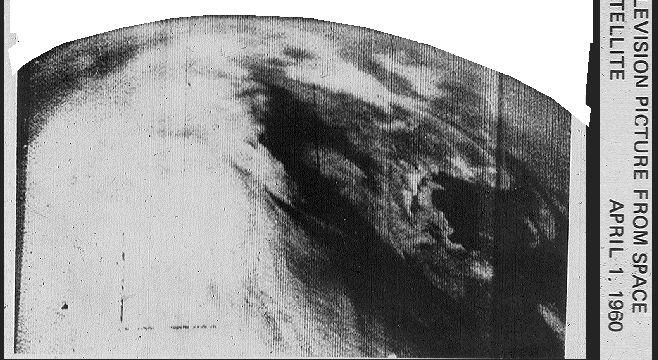 LEVISION PICTURE FROM SPACE
TELLITE APRIL 1, 1960